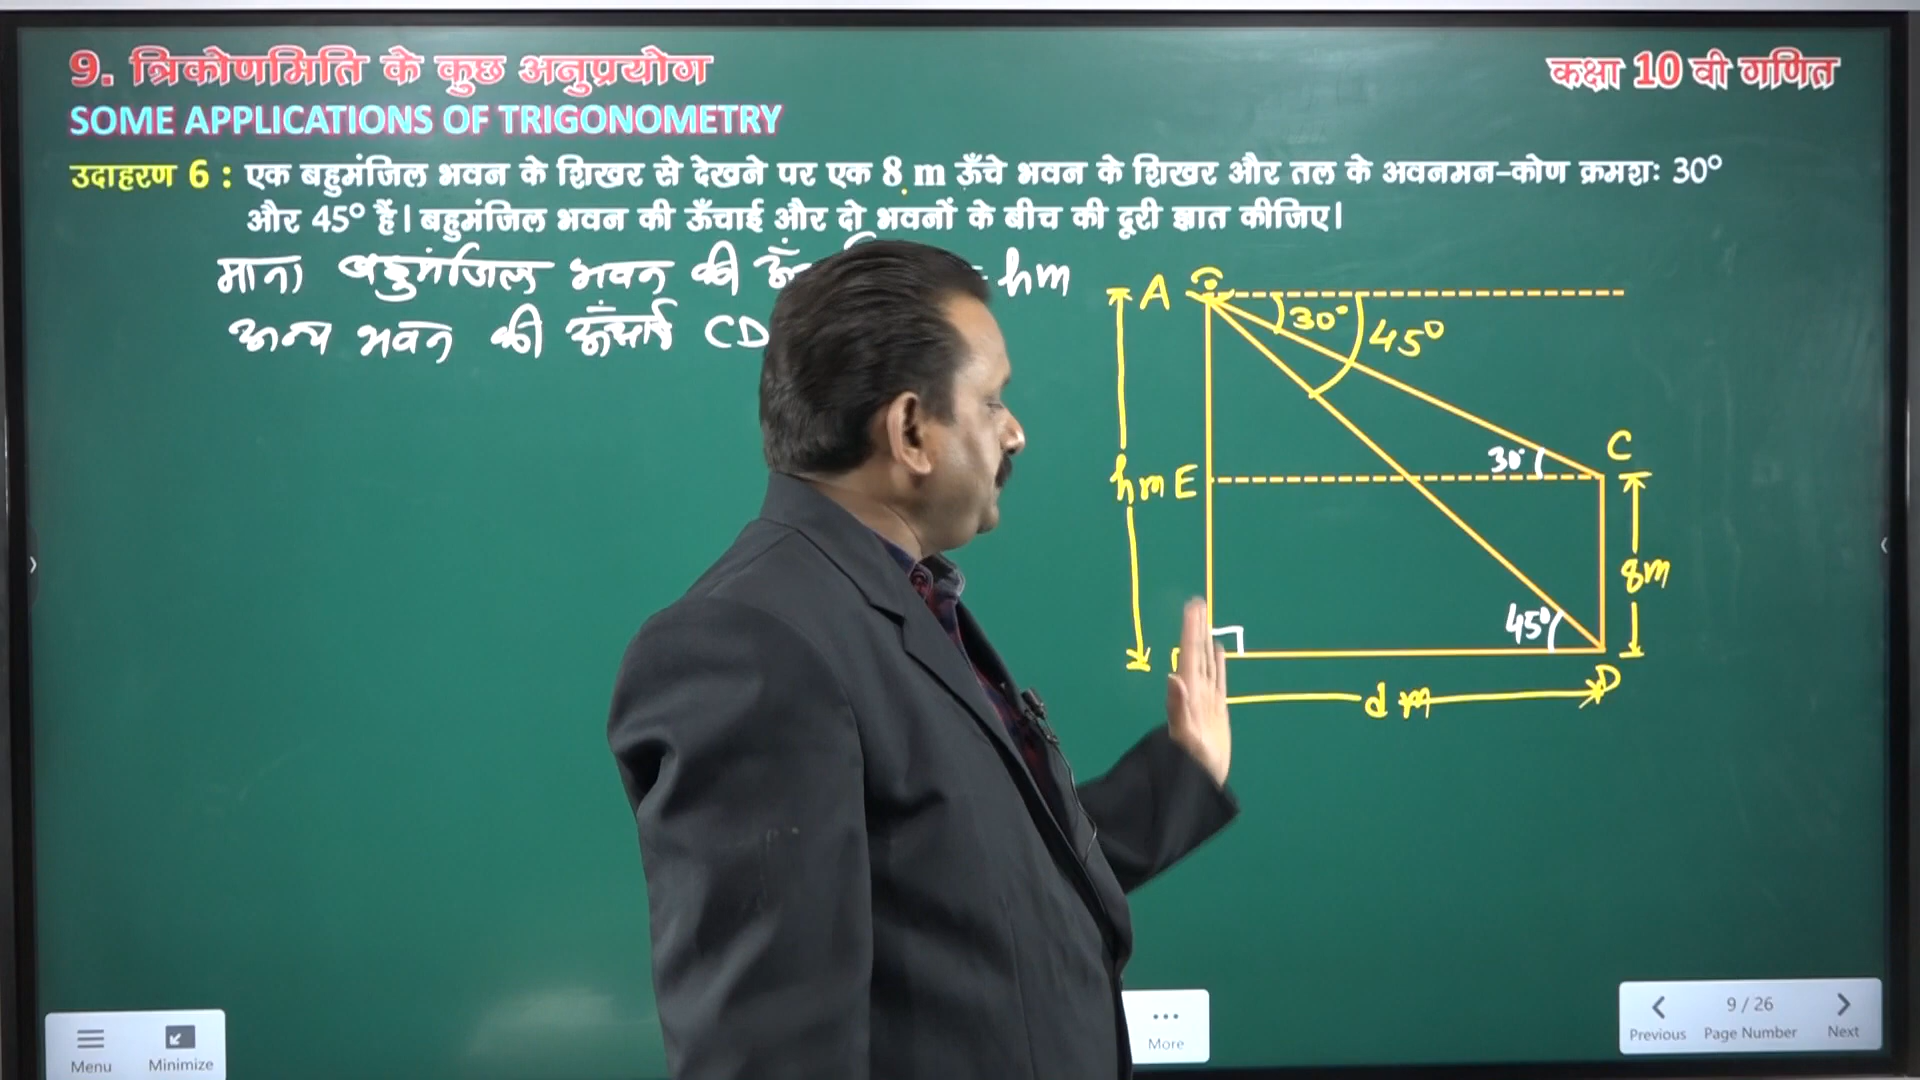 9. त्रिकोणमिति के कुछ अनुप्रयोग
कक्षा 10 वी गणित
SOME APPLICATIONS OF TRIGONOMETRY
उदाहरण 6 : एक बहुमंजिल भवन के शिखर से देखने पर एक 8 m ऊँचे भवन के शिखर और तल के अवनमन-कोण क्रमशः 30°
और 45° हैं। बहुमंजिल भवन की ऊँचाई और दो भवनों के बीच की दूरी ज्ञात कीजिए।
माना बहुमंजिल भवन की hm
अन्य भवन की ऊँचाई CD
A
30°
45°
C
30°
hm E
8m
45°
D
d m
Menu
Minimize
More
9 / 26
Previous Page Number Next